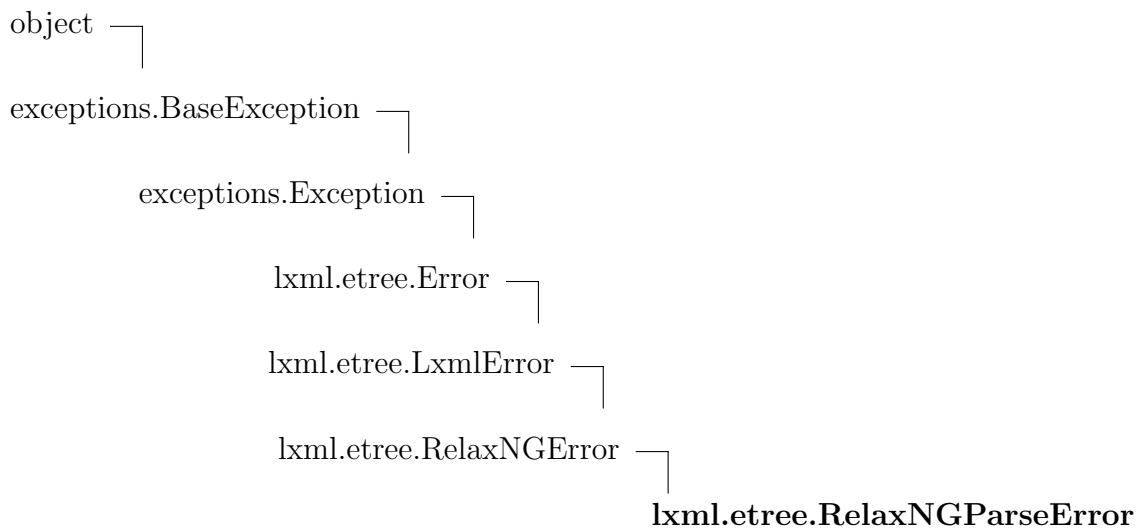 object
exceptions.BaseException
exceptions.Exception
lxml.etree.Error
lxml.etree.LxmlError
lxml.etree.RelaxNGError
lxml.etree.RelaxNGParseError